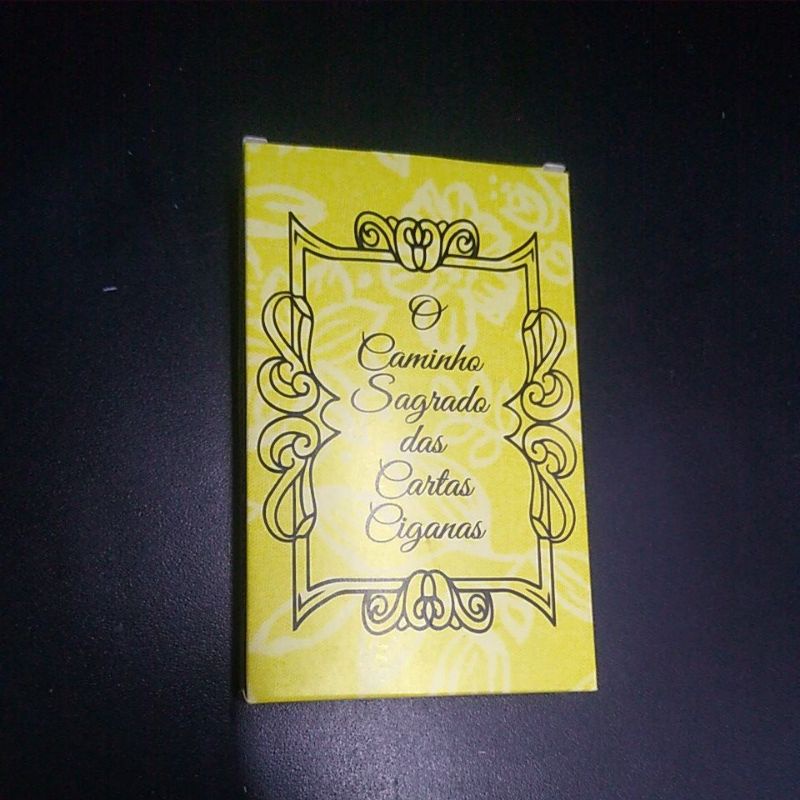 O
Caminho
Sagrado
das
Cartas
Ciganas